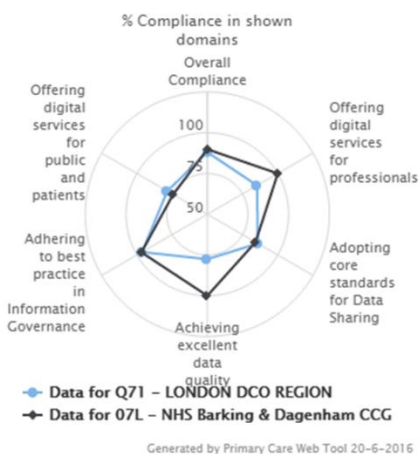 % Compliance in shown
domains
Overall
Compliance
Offering
digital
services
for
public
and
patients
Offering
digital
services
for
professionals
100
75
50
Adhering
to best
practice
in
Information
Governance
Adopting
core
standards
for Data
Sharing
Achieving
excellent
data
quality
Data for Q71 – LONDON DCO REGION
Data for 07L – NHS Barking & Dagenham CCG
Generated by Primary Care Web Tool 20-6-2016